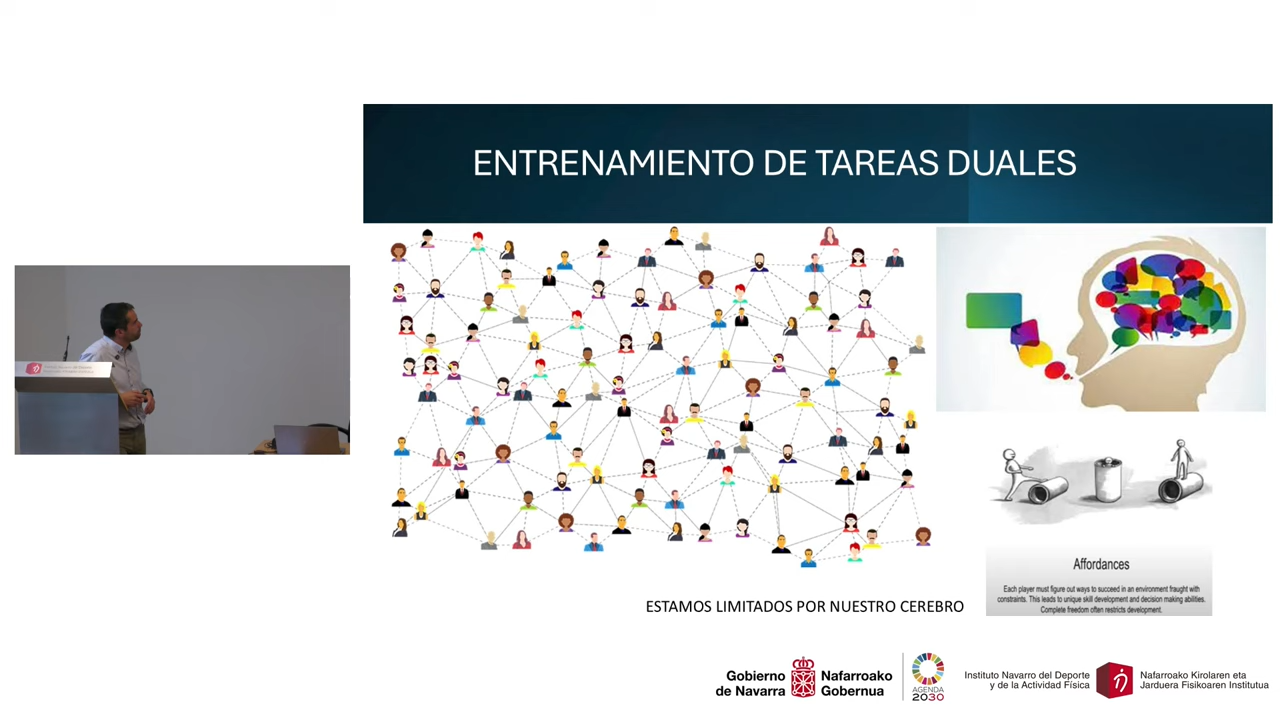 ENTRENAMIENTO DE TAREAS DUALES
Affordances
Each player must figure out ways to succeed in an environment fraught with
constraints. This leads to unique skill development and decision making abilities.
Complete freedom often restricts development.
ESTAMOS LIMITADOS POR NUESTRO CEREBRO
Gobierno
de Navarra
Nafarroako
Gobernua
AGENDA
2030
Instituto Navarro del Deporte
y de la Actividad Física
Nafarroako Kirolaren eta
Jarduera Fisikoaren Institutua